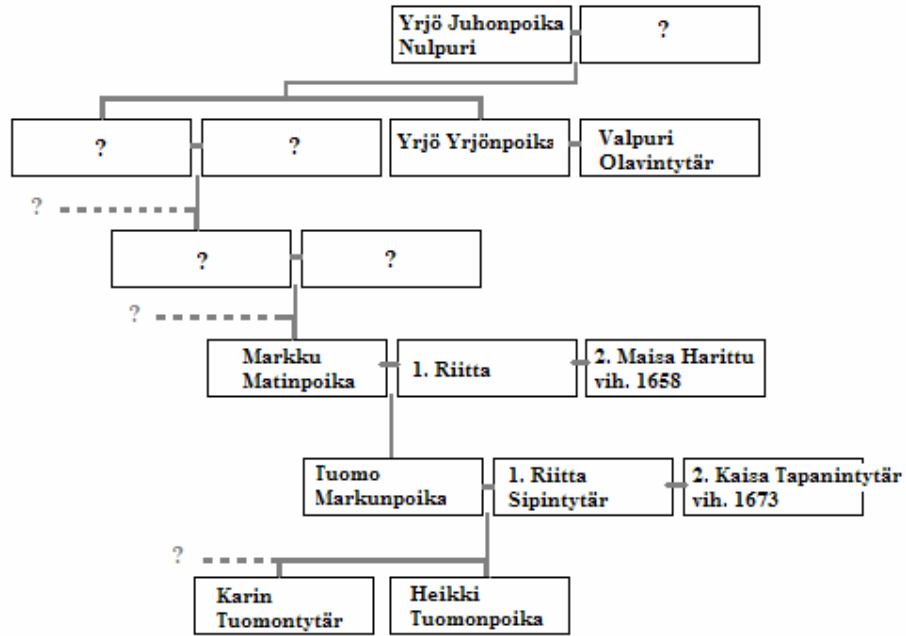 Yrjö Juhonpoika
Nulpuri
?
?
?
Yrjö Yrjönpoika
Valpuri
Olavintytär
?
?
?
?
Markku
Matinpoika
1. Riitta
2. Maisa Harittu
vih. 1658
Tuomo
Markunpoika
1. Riitta
Sipintytär
2. Kaisa Tapanintytär
vih. 1673
?
Karin
Tuomontytär
Heikki
Tuomonpoika